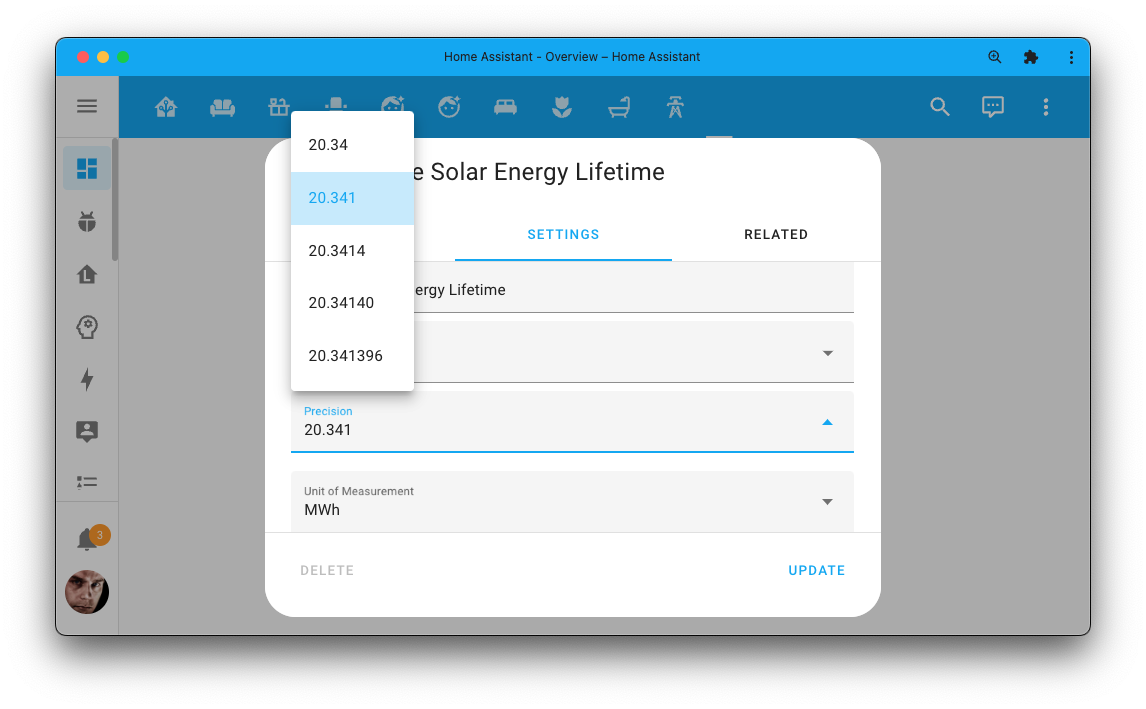 Home Assistant - Overview – Home Assistant
Solar Energy Lifetime
SETTINGS
RELATED
20.34
20.341
20.3414
20.34140
20.341396
Lifetime
Precision
20.341
Unit of Measurement
MWh
3
DELETE
UPDATE